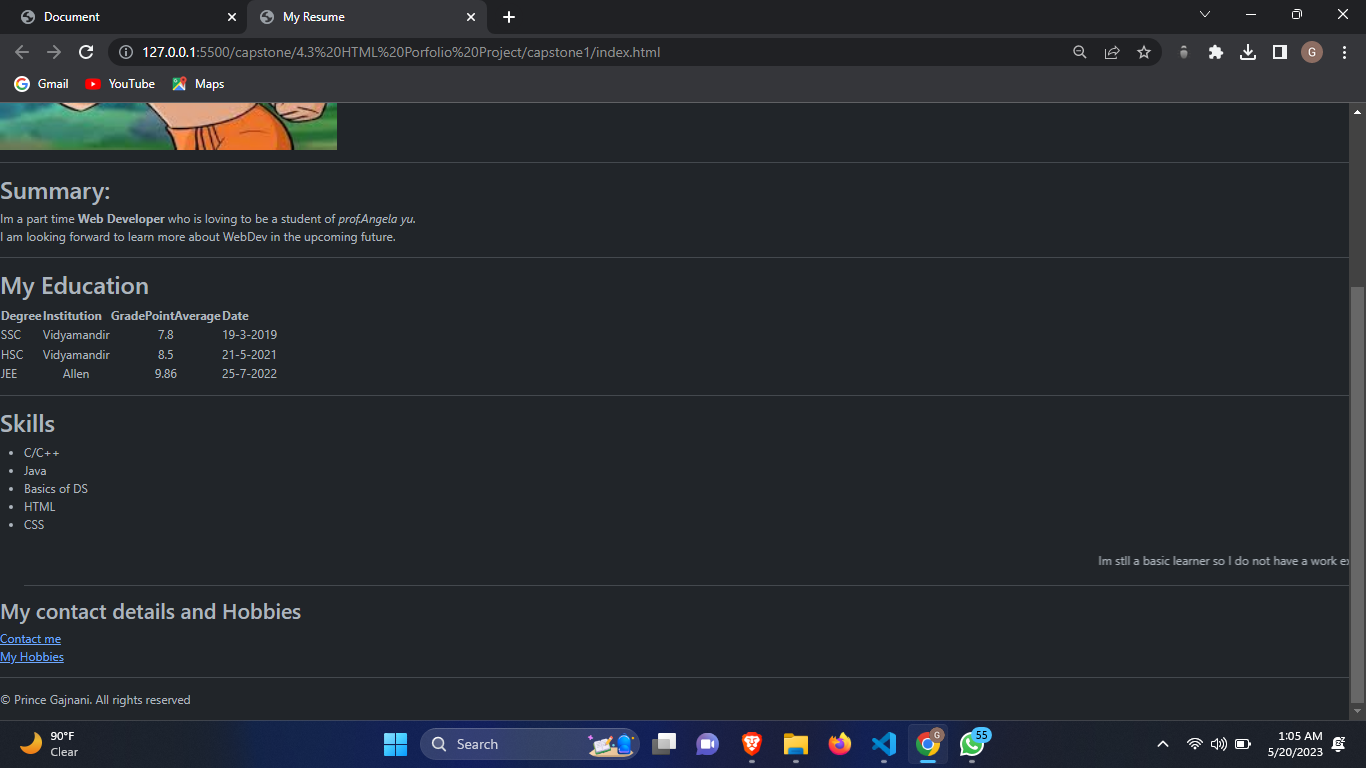 Document
My Resume
127.0.0.1:5500/capstone/4.3%20HTML%20Porfolio%20Project/capstone1/index.html
G
Gmail
YouTube
Maps
Summary:
Im a part time Web Developer who is loving to be a student of prof.Angela yu.
I am looking forward to learn more about WebDev in the upcoming future.
My Education
Degree Institution GradePointAverage Date
SSC Vidyamandir 7.8 19-3-2019
HSC Vidyamandir 8.5 21-5-2021
JEE Allen 9.86 25-7-2022
Skills
C/C++
Java
Basics of DS
HTML
CSS
Im stll a basic learner so I do not have a work ex
My contact details and Hobbies
Contact me
My Hobbies
© Prince Gajnani. All rights reserved
90°F
Clear
Search
G
55
1:05 AM
5/20/2023